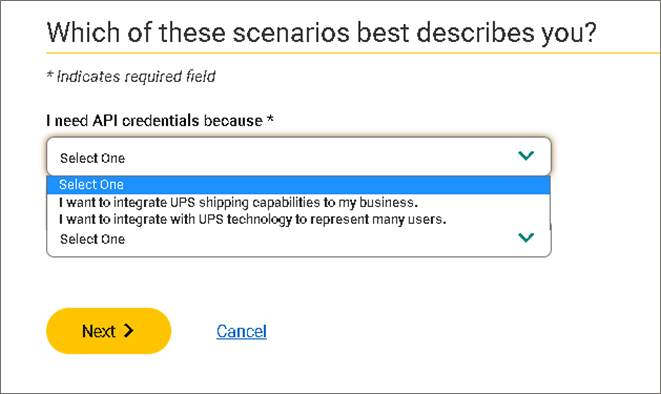 Which of these scenarios best describes you?
* Indicates required field
I need API credentials because *
Select One
Select One
I want to integrate UPS shipping capabilities to my business.
I want to integrate with UPS technology to represent many users.
Select One
Next
Cancel